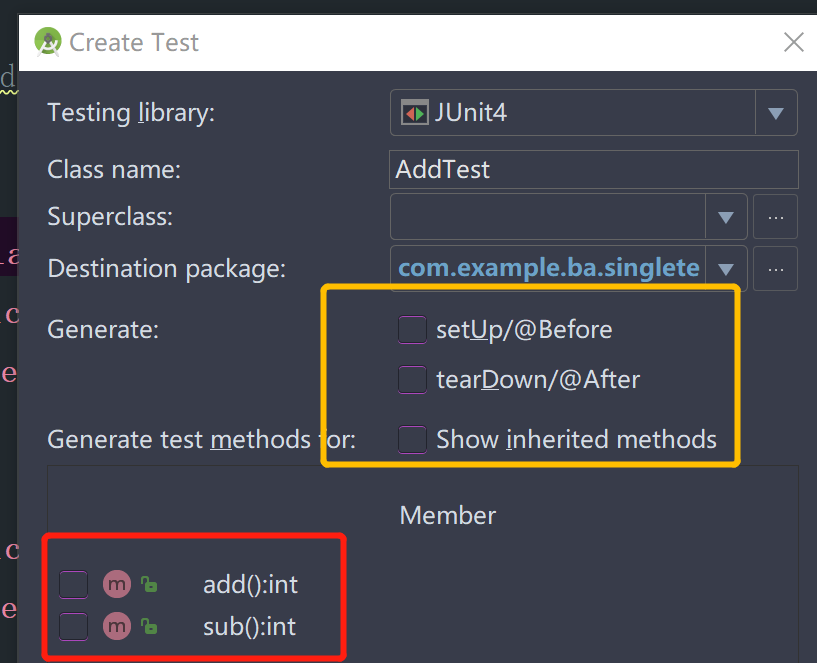 Create Test
Testing library:
JUnit4
Class name:
AddTest
Superclass:
...
Destination package:
com.example.ba.singlete
...
Generate:
setUp/@Before
tearDown/@After
Generate test methods for:
Show inherited methods
Member
m
add():int
m
sub():int